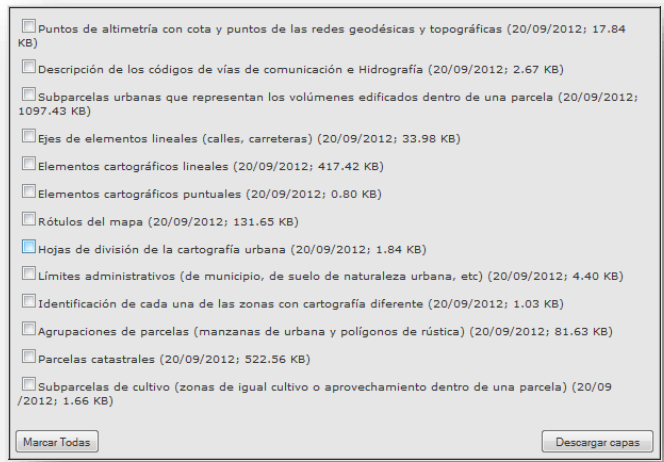 Puntos de altimetría con cota y puntos de las redes geodésicas y topográficas (20/09/2012; 17.84
KB)
Descripción de los códigos de vías de comunicación e Hidrografía (20/09/2012; 2.67 KB)
Subparcelas urbanas que representan los volúmenes edificados dentro de una parcela (20/09/2012;
1097.43 KB)
Ejes de elementos lineales (calles, carreteras) (20/09/2012; 33.98 KB)
Elementos cartográficos lineales (20/09/2012; 417.42 KB)
Elementos cartográficos puntuales (20/09/2012; 0.80 KB)
Rótulos del mapa (20/09/2012; 131.65 KB)
Hojas de división de la cartografía urbana (20/09/2012; 1.84 KB)
Límites administrativos (de municipio, de suelo de naturaleza urbana, etc) (20/09/2012; 4.40 KB)
Identificación de cada una de las zonas con cartografía diferente (20/09/2012; 1.03 KB)
Agrupaciones de parcelas (manzanas de urbana y polígonos de rústica) (20/09/2012; 81.63 KB)
Parcelas catastrales (20/09/2012; 522.56 KB)
Subparcelas de cultivo (zonas de igual cultivo o aprovechamiento dentro de una parcela) (20/09
/2012; 1.66 KB)
Marcar Todas
Descargar capas